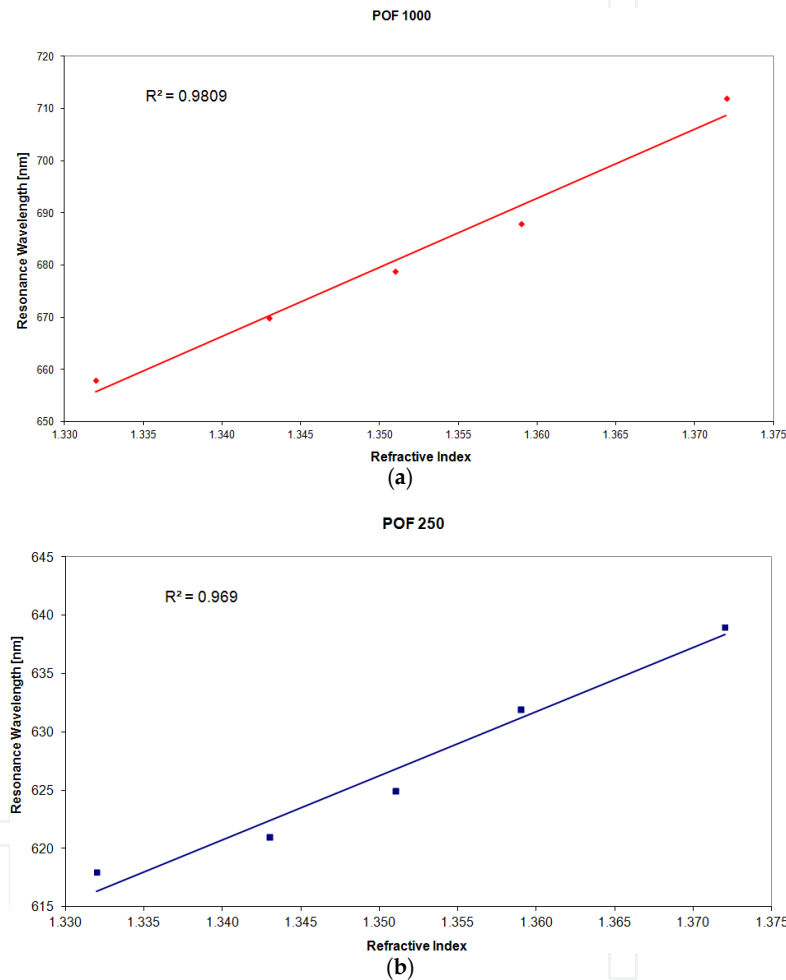 POF 1000
720
710
700
690
680
670
660
650
R² = 0.9809
Resonance Wavelength [nm]
1.330 1.335 1.340 1.345 1.350 1.355 1.360 1.365 1.370 1.375
Refractive Index
(a)
POF 250
645
640
635
630
625
620
615
R² = 0.969
Resonance Wavelength [nm]
1.330 1.335 1.340 1.345 1.350 1.355 1.360 1.365 1.370 1.375
Refractive Index
(b)